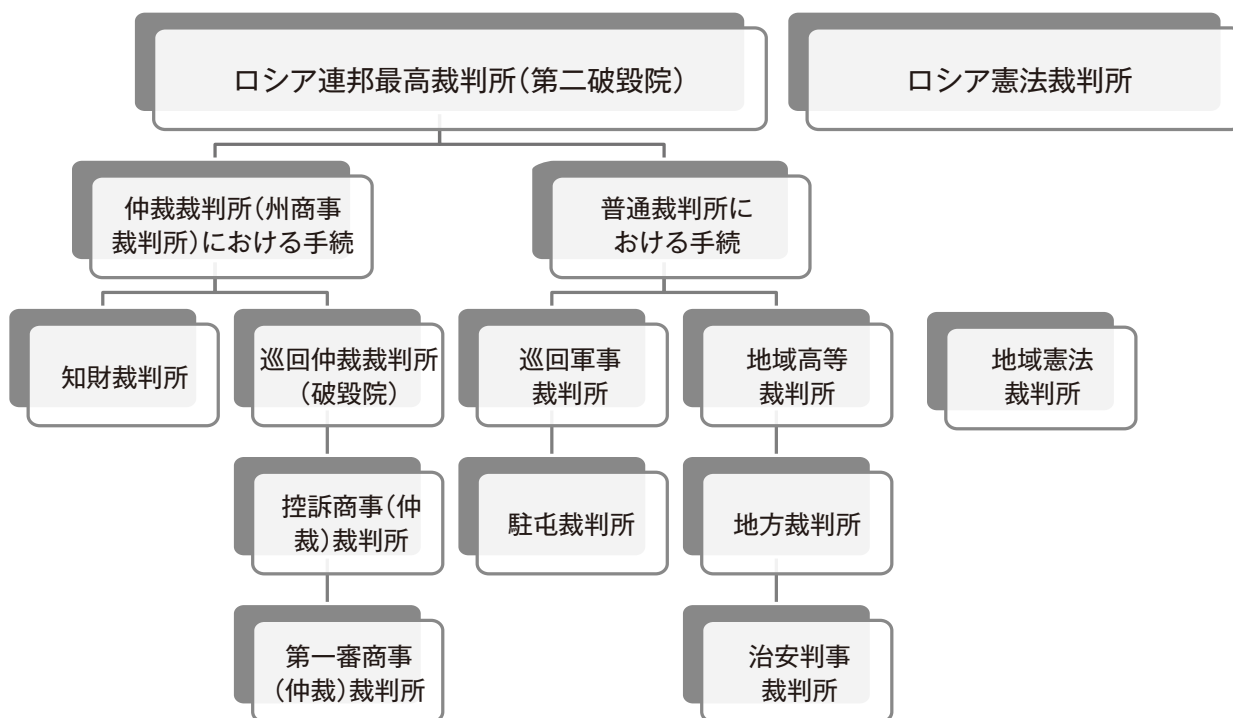 ロシア連邦最高裁判所(第二破毀院)
ロシア憲法裁判所
仲裁裁判所(州商事
裁判所)における手続
普通裁判所に
おける手続
知財裁判所
巡回仲裁裁判所
(破毀院)
巡回軍事
裁判所
地域高等
裁判所
地域憲法
裁判所
控訴商事(仲
裁)裁判所
駐屯裁判所
地方裁判所
第一審商事
(仲裁)裁判所
治安判事
裁判所